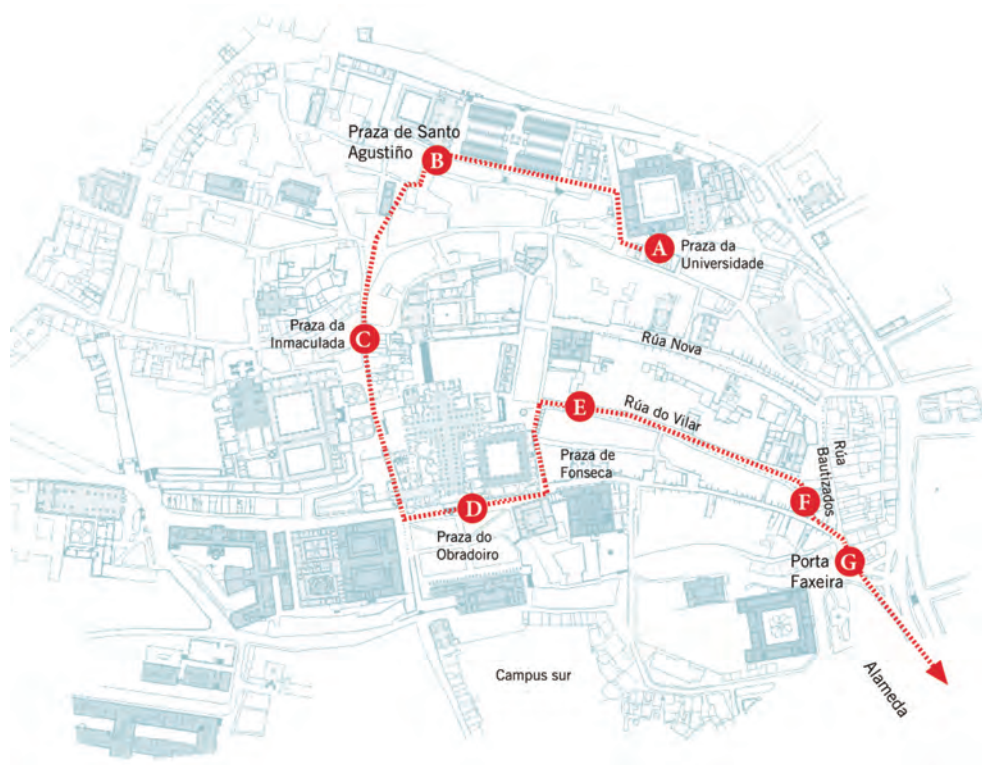 Praza de Santo
Agustiño
B
A
Praza da
Universidade
Praza da
Inmaculada
C
Rúa Nova
E
Rúa do Vilar
Praza de
Fonseca
Rúa
Bautizados
D
F
Praza do
Obradoiro
Porta
Faxeira
G
Campus sur
Alameda